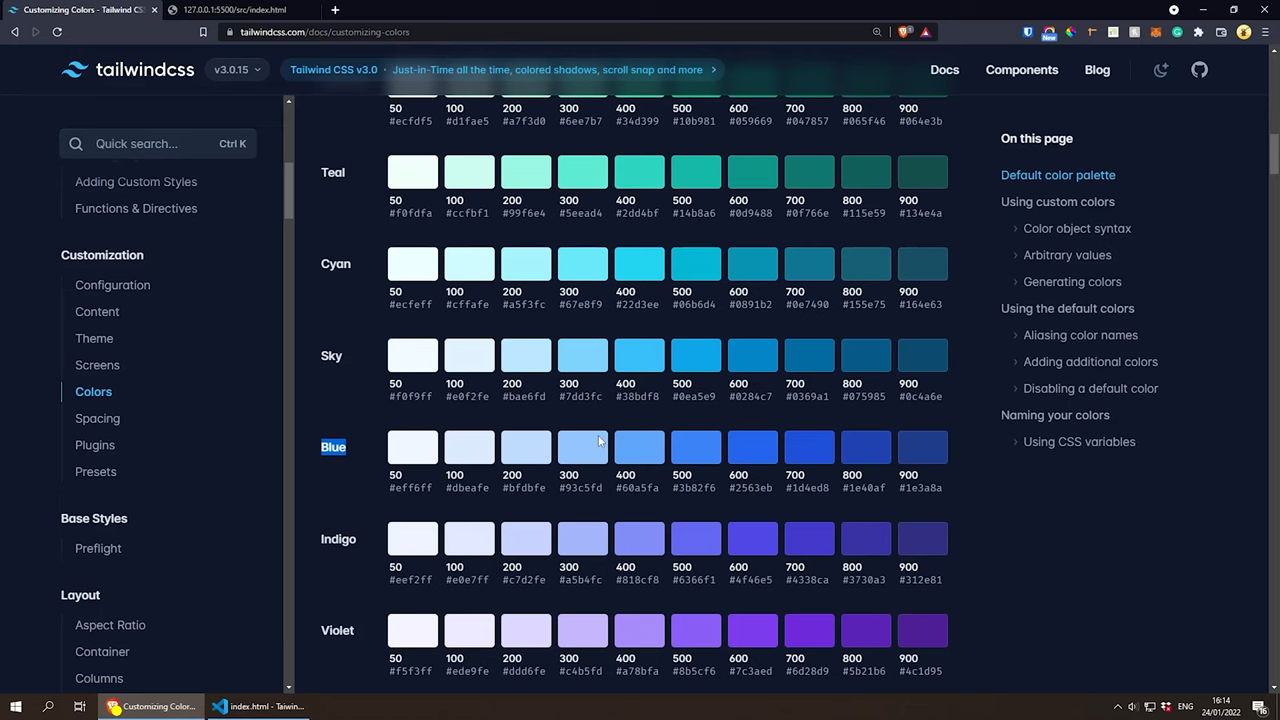 Customizing Colors - Tailwind CS
127.0.0.1:5500/src/index.html
tailwindcss.com/docs/customizing-colors
New
tailwindcss
v3.0.15
Tailwind CSS v3.0
Just-in-Time all the time, colored shadows, scroll snap and more
Docs
Components
Blog
Quick search...
Ctrl K
Adding Custom Styles
Functions & Directives
Customization
Configuration
Content
Theme
Screens
Colors
Spacing
Plugins
Presets
Base Styles
Preflight
Layout
Aspect Ratio
Container
Columns
50 100 200 300 400 500 600 700 800 900
#ecfdf5 #d1fae5 #a7f3d0 #6ee7b7 #34d399 #10b981 #059669 #047857 #065f46 #064e3b
Teal
50 100 200 300 400 500 600 700 800 900
#f0fdfa #ccfbf1 #99f6e4 #5eead4 #2dd4bf #14b8a6 #0d9488 #0f766e #115e59 #134e4a
Cyan
50 100 200 300 400 500 600 700 800 900
#ecfeff #cffafe #a5f3fc #67e8f9 #22d3ee #06b6d4 #0891b2 #0e7490 #155e75 #164e63
Sky
50 100 200 300 400 500 600 700 800 900
#f0f9ff #e0f2fe #bae6fd #7dd3fc #38bdf8 #0ea5e9 #0284c7 #0369a1 #075985 #0c4a6e
Blue
50 100 200 300 400 500 600 700 800 900
#eff6ff #dbeafe #bfdbfe #93c5fd #60a5fa #3b82f6 #2563eb #1d4ed8 #1e40af #1e3a8a
Indigo
50 100 200 300 400 500 600 700 800 900
#eef2ff #e0e7ff #c7d2fe #a5b4fc #818cf8 #6366f1 #4f46e5 #4338ca #3730a3 #312e81
Violet
50 100 200 300 400 500 600 700 800 900
#f5f3ff #ede9fe #ddd6fe #c4b5fd #a78bfa #8b5cf6 #7c3aed #6d28d9 #5b21b6 #4c1d95
On this page
Default color palette
Using custom colors
Color object syntax
Arbitrary values
Generating colors
Using the default colors
Aliasing color names
Adding additional colors
Disabling a default color
Naming your colors
Using CSS variables
Customizing Color...
index.html - Taiwin...
ENG
16:14
24/01/2022